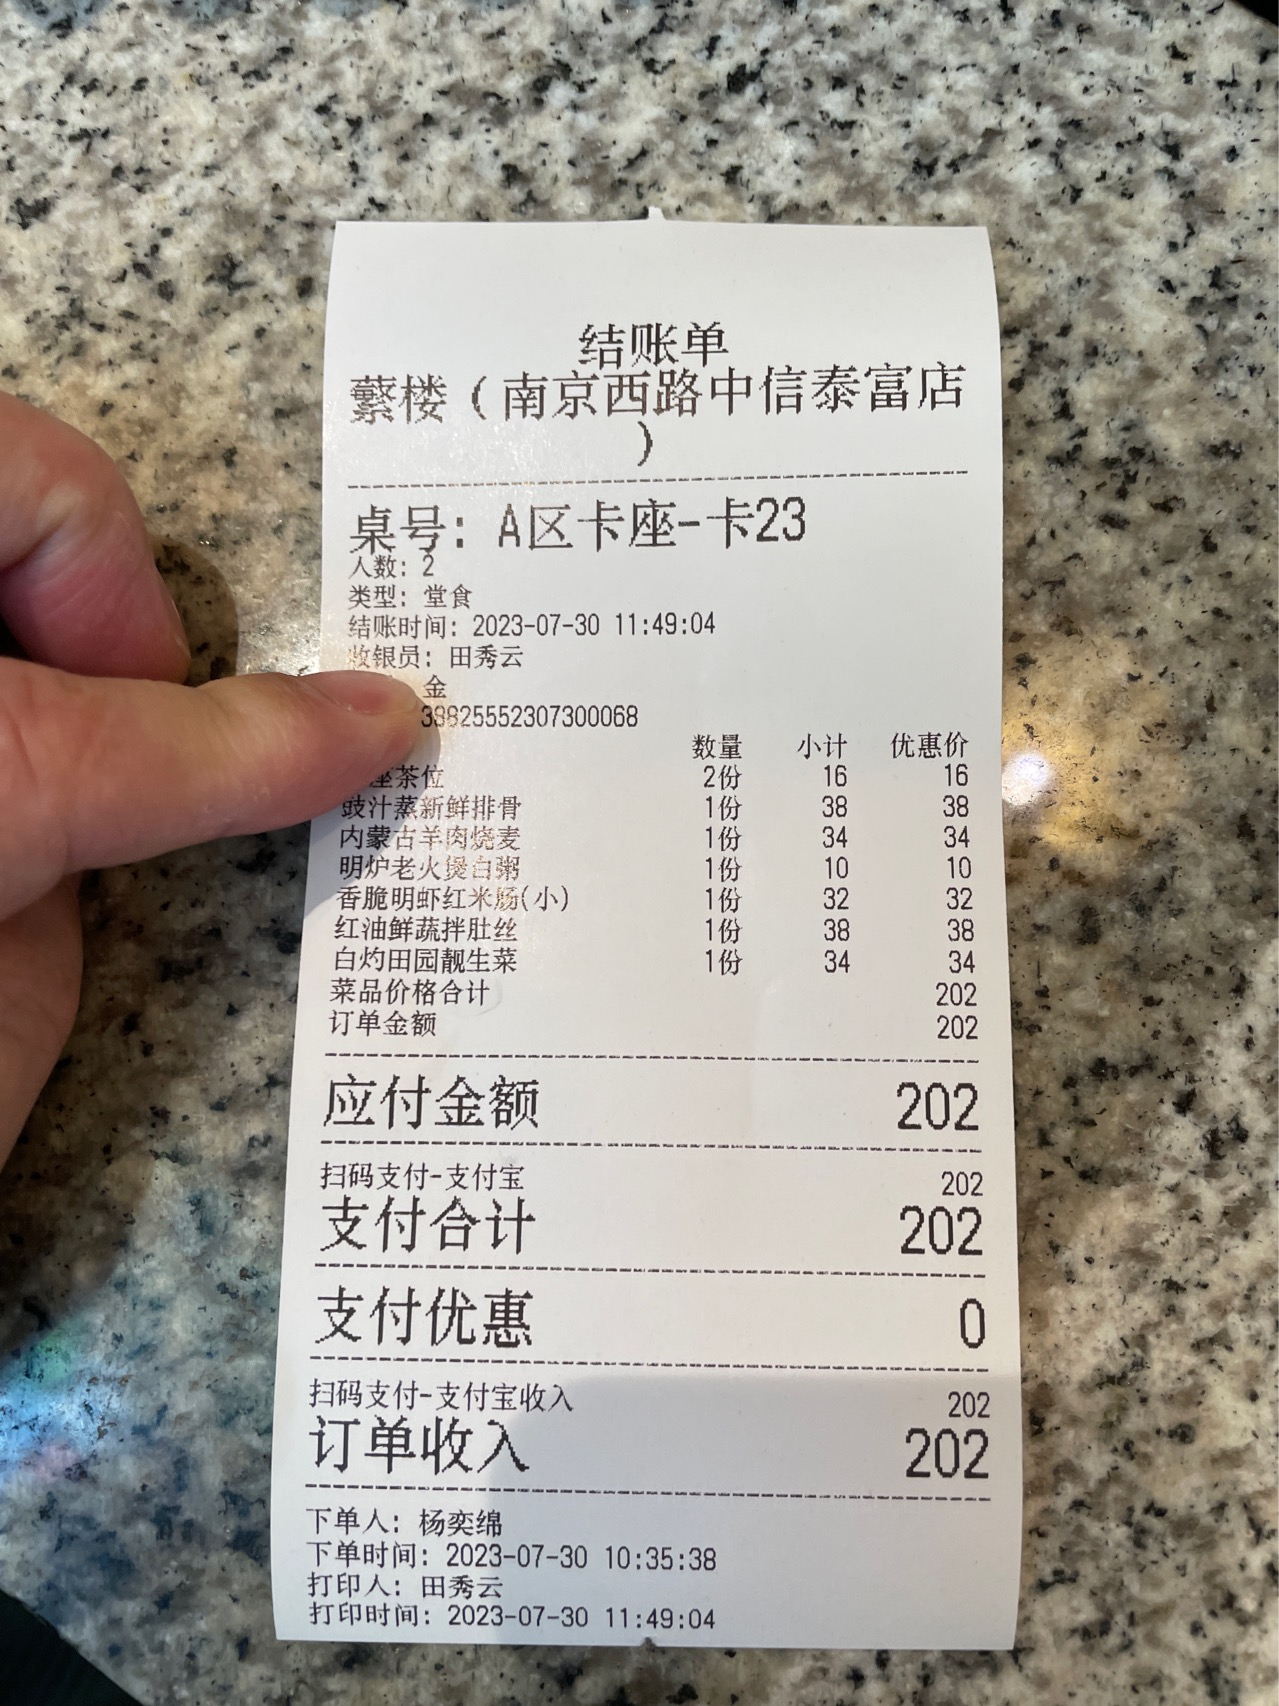 结账单
蘩楼（南京西路中信泰富店
）
桌号: A区卡座-卡23
人数: 2
类型: 堂食
结账时间: 2023-07-30 11:49:04
收银员: 田秀云
金
38255552307300068
数量 小计 优惠价
座茶位 2份 16 16
豉汁蒸新鲜排骨 1份 38 38
内蒙古羊肉烧麦 1份 34 34
明炉老火煲白粥 1份 10 10
香脆明虾红米肠(小) 1份 32 32
红油鲜蔬拌肚丝 1份 38 38
白灼田园靓生菜 1份 34 34
菜品价格合计 202
订单金额 202
应付金额 202
扫码支付-支付宝 202
支付合计 202
支付优惠 0
扫码支付-支付宝收入 202
订单收入 202
下单人: 杨奕绵
下单时间: 2023-07-30 10:35:38
打印人: 田秀云
打印时间: 2023-07-30 11:49:04